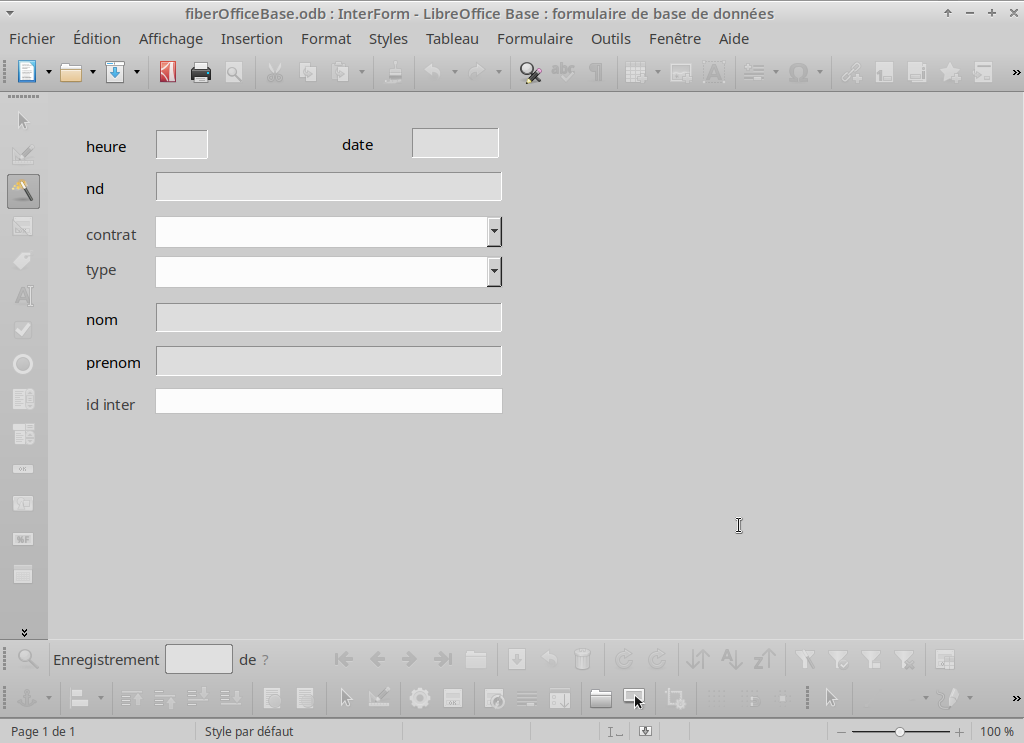 fiberOfficeBase.odb : InterForm - LibreOffice Base : formulaire de base de données
Fichier Édition Affichage Insertion Format Styles Tableau Formulaire Outils Fenêtre Aide
heure date
nd
contrat
type
nom
prenom
id inter
Enregistrement de ?
Page 1 de 1 Style par défaut 100 %